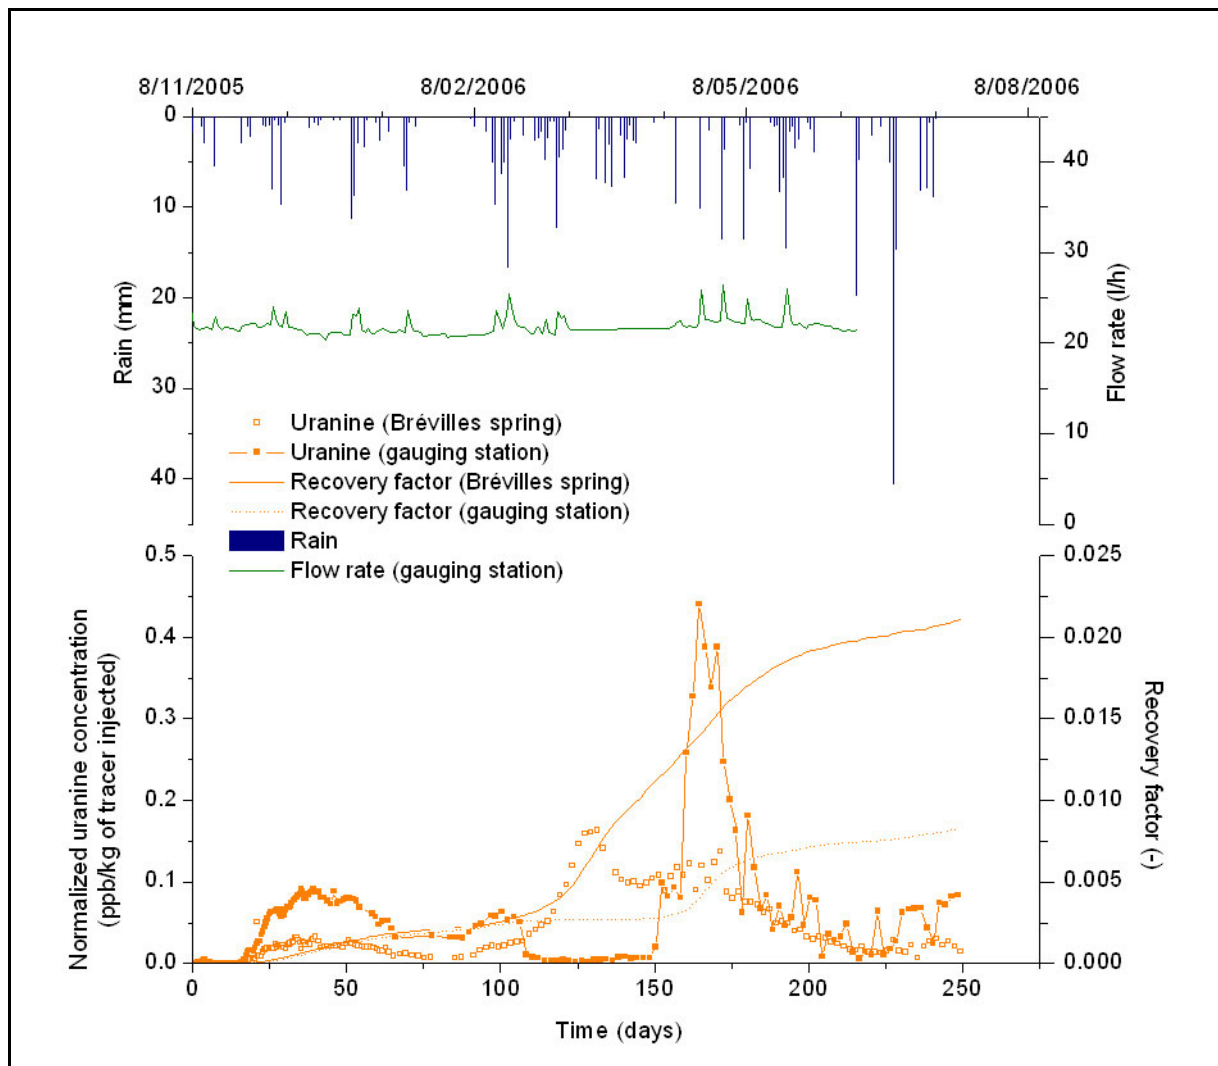 8/11/2005 8/02/2006 8/05/2006 8/08/2006
0
10
20
30
40
Rain (mm)
40
30
20
10
0
Flow rate (l/h)
Uranine (Brévilles spring)
Uranine (gauging station)
Recovery factor (Brévilles spring)
Recovery factor (gauging station)
Rain
Flow rate (gauging station)
0.5
0.4
0.3
0.2
0.1
0.0
Normalized uranine concentration
(ppb/kg of tracer injected)
0.025
0.020
0.015
0.010
0.005
0.000
Recovery factor (-)
0 50 100 150 200 250
Time (days)